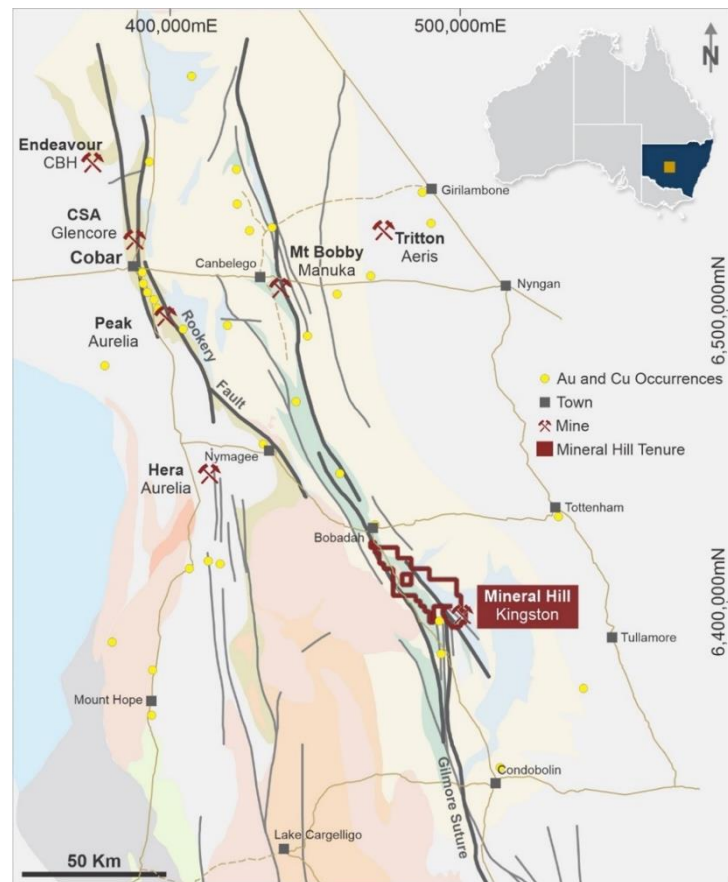 400,000mE
500,000mE
N
Endeavour
CBH
CSA
Glencore
Cobar
Canbelego
Mt Bobby
Manuka
Tritton
Aeris
Girilambone
Nyngan
6,500,000mN
Peak
Aurelia
Rookery
Fault
Au and Cu Occurrences
Town
Mine
Mineral Hill Tenure
Hera
Aurelia
Nymagee
Tottenham
Bobadah
Mineral Hill
Kingston
6,400,000mN
Tullamore
Mount Hope
Gilmore Suture
Condobolin
Lake Cargelligo
50 Km